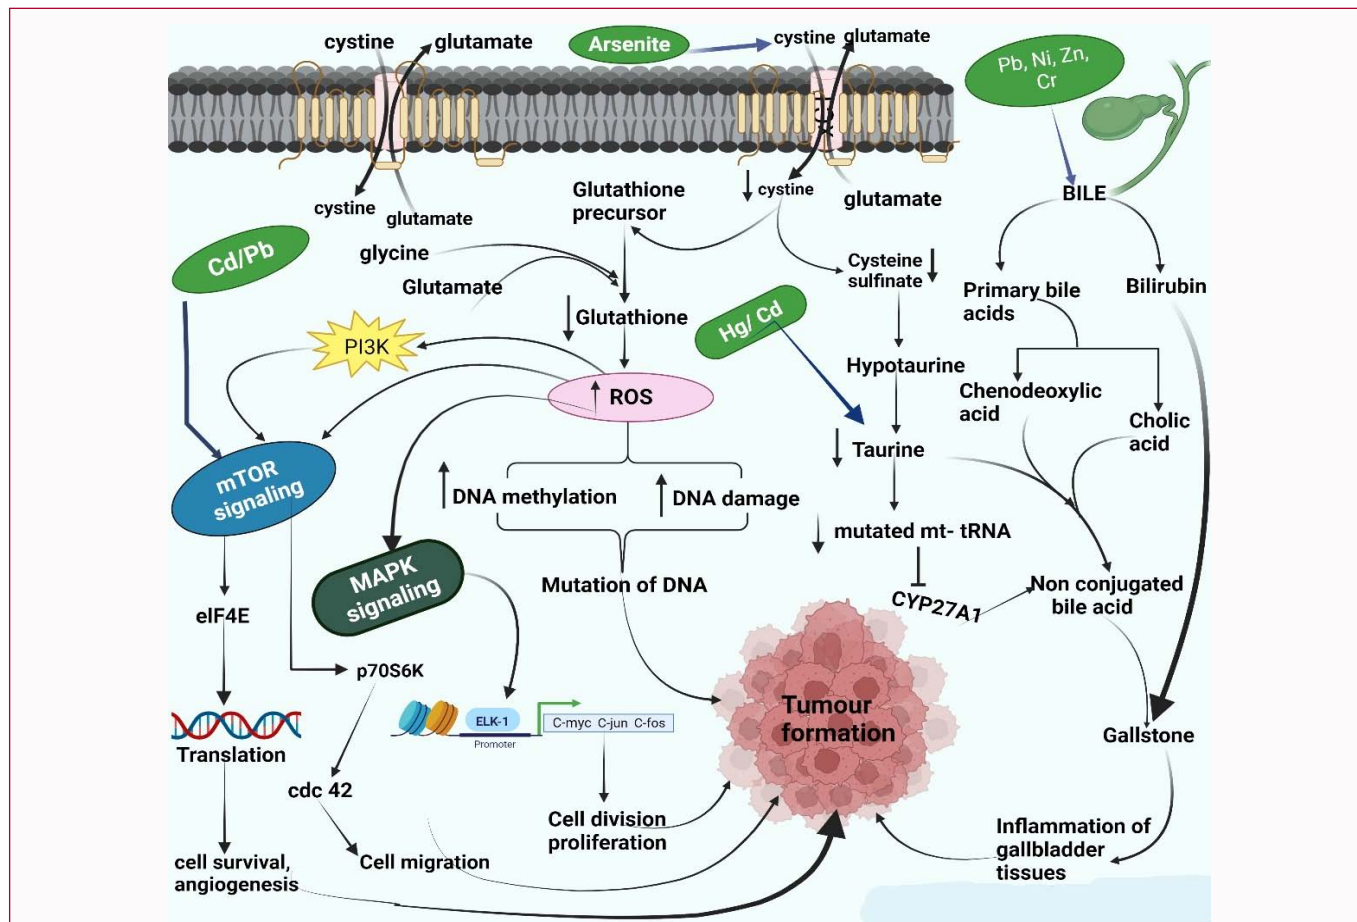 cystine
glutamate
Arsenite
cystine
glutamate
Pb, Ni, Zn,
Cr
cystine
glutamate
Glutathione
precursor
cystine
glutamate
BILE
glycine
Cd/Pb
Glutamate
Cysteine
sulfinate
Primary bile
acids
Bilirubin
Glutathione
Hg/ Cd
PI3K
Hypotaurine
ROS
Chenodeoxylic
acid
Cholic
acid
Taurine
mTOR
signaling
DNA methylation
DNA damage
mutated mt- tRNA
MAPK
signaling
Mutation of DNA
CYP27A1
Non conjugated
bile acid
eIF4E
p70S6K
ELK-1
Promoter
C-myc C-jun C-fos
Tumour
formation
Gallstone
Translation
cdc 42
Cell division
proliferation
Inflammation of
gallbladder
tissues
cell survival,
angiogenesis
Cell migration